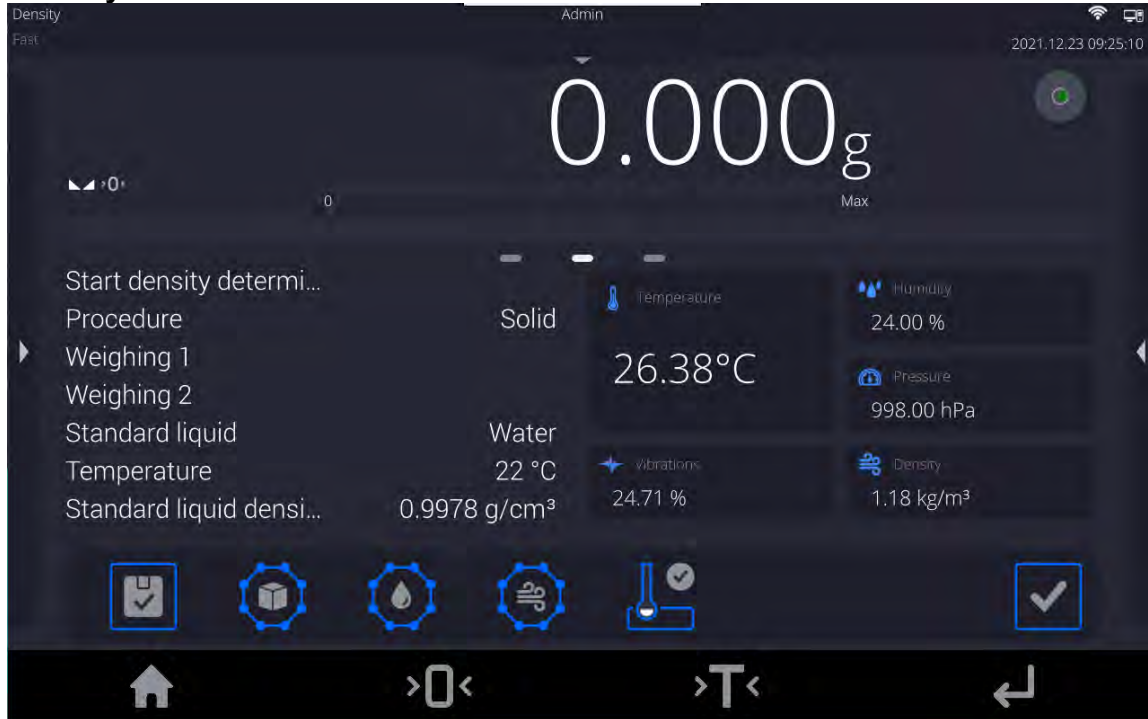 Density
Admin
Fast
2021.12.23 09:25:10
0.000g
›0‹
0
Max
Start density determi...
Procedure Solid
Weighing 1
Weighing 2
Standard liquid Water
Temperature 22 °C
Standard liquid densi... 0.9978 g/cm³
Temperature
26.38°C
Humidity
24.00 %
Pressure
998.00 hPa
Vibrations
24.71 %
Density
1.18 kg/m³
>0<
>T<